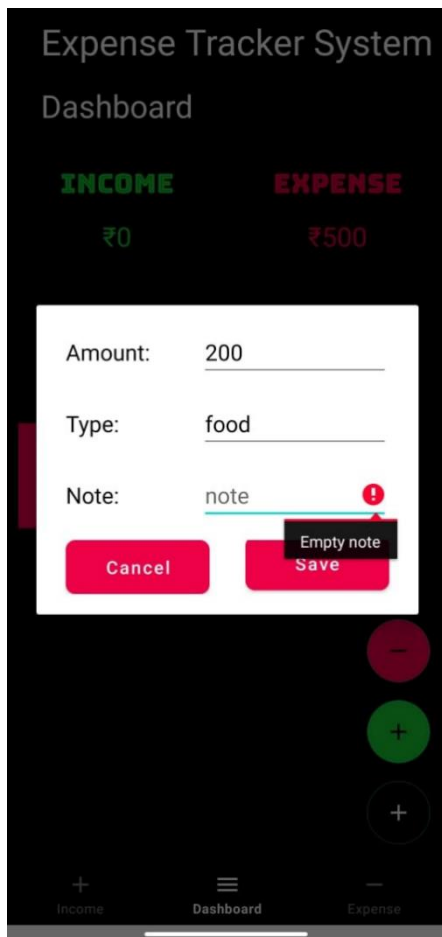 Expense Tracker System
Dashboard
INCOME EXPENSE
₹0 ₹500
Amount: 200
Type: food
Note: note
Empty note
Cancel Save
Income Dashboard Expense